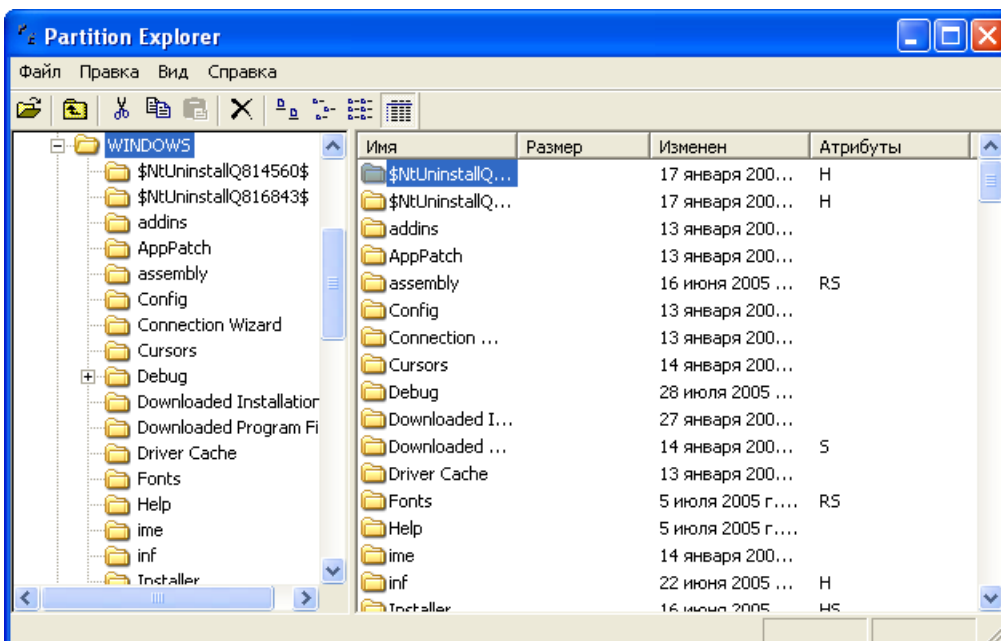 Partition Explorer
Файл Правка Вид Справка
WINDOWS
$NtUninstallQ814560$
$NtUninstallQ816843$
addins
AppPatch
assembly
Config
Connection Wizard
Cursors
Debug
Downloaded Installation
Downloaded Program Fi
Driver Cache
Fonts
Help
ime
inf
Installer
Имя Размер Изменен Атрибуты
$NtUninstallQ... 17 января 200... H
$NtUninstallQ... 17 января 200... H
addins 13 января 200...
AppPatch 13 января 200...
assembly 16 июня 2005 ... RS
Config 13 января 200...
Connection ... 13 января 200...
Cursors 14 января 200...
Debug 28 июля 2005 ...
Downloaded I... 27 января 200...
Downloaded ... 14 января 200... S
Driver Cache 13 января 200...
Fonts 5 июля 2005 г.... RS
Help 5 июля 2005 г....
ime 14 января 200...
inf 22 июня 2005 ... H
Installer 16 июня 2005 ... HS